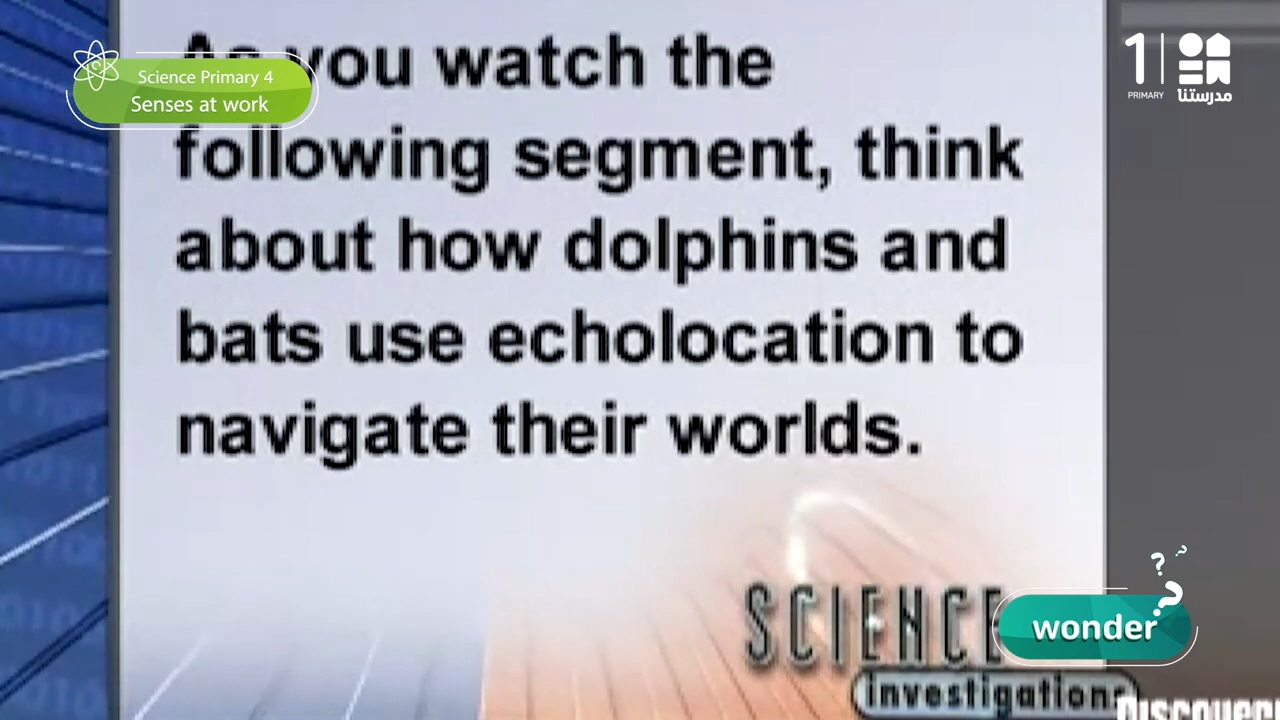 As you watch the
following segment, think
about how dolphins and
bats use echolocation to
navigate their worlds.
Science Primary 4
Senses at work
1
PRIMARY
مدرستنا
SCIENCE
investigations
wonder